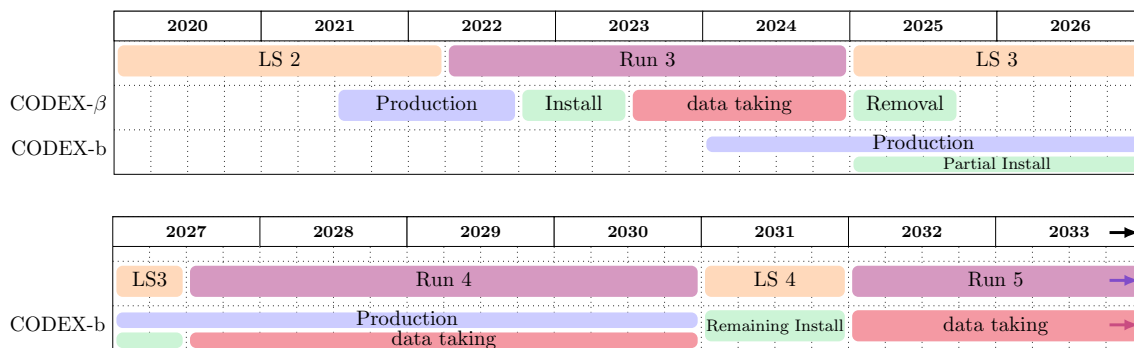 2020 2021 2022 2023 2024 2025 2026
LS 2 Run 3 LS 3
CODEX-β Production Install data taking Removal
CODEX-b Production
Partial Install
2027 2028 2029 2030 2031 2032 2033
LS3 Run 4 LS 4 Run 5
CODEX-b Production Remaining Install data taking
data taking